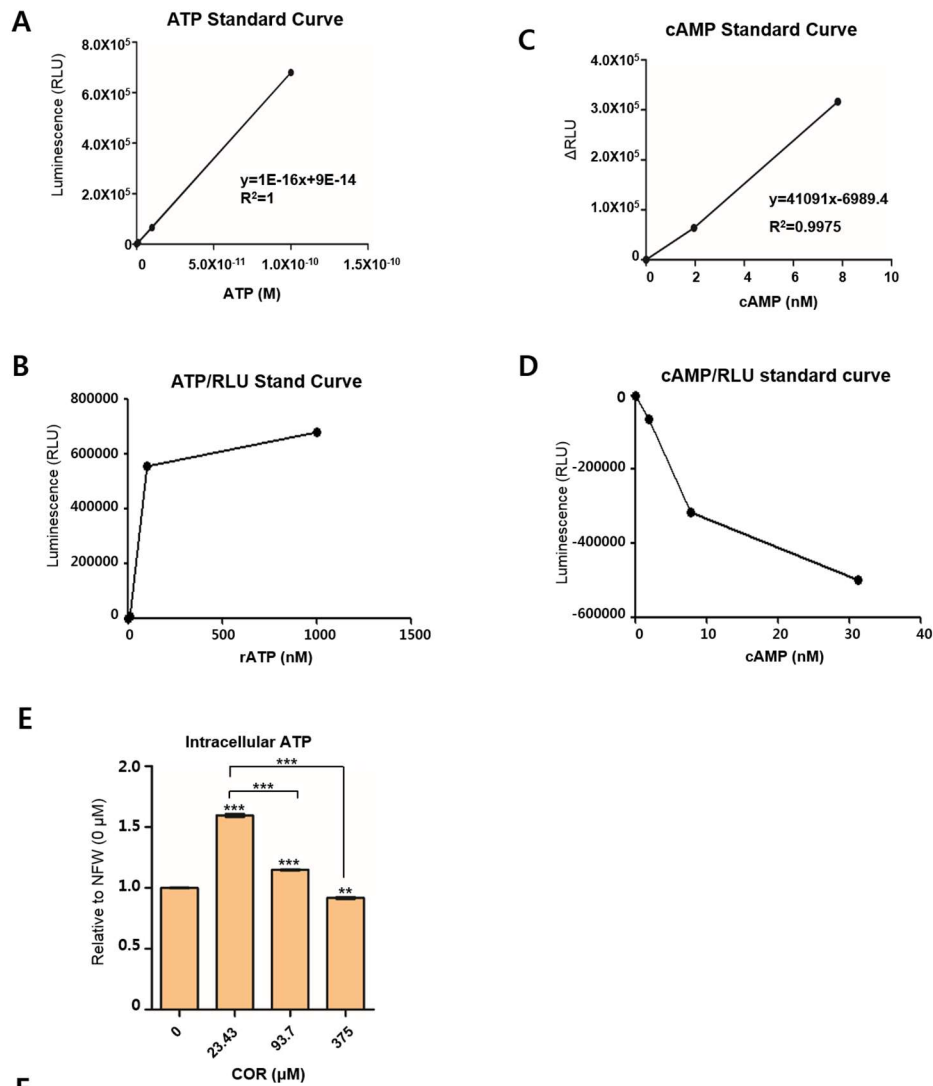 A
ATP Standard Curve
Luminescence (RLU)
8.0X10⁵
6.0X10⁵
4.0X10⁵
2.0X10⁵
0
y=1E-16x+9E-14
R²=1
0 5.0X10⁻¹¹ 1.0X10⁻¹⁰ 1.5X10⁻¹⁰
ATP (M)
C
cAMP Standard Curve
ΔRLU
4.0X10⁵
3.0X10⁵
2.0X10⁵
1.0X10⁵
0
y=41091x-6989.4
R²=0.9975
0 2 4 6 8 10
cAMP (nM)
B
ATP/RLU Stand Curve
Luminescence (RLU)
800000
600000
400000
200000
0
0 500 1000 1500
rATP (nM)
D
cAMP/RLU standard curve
Luminescence (RLU)
0
-200000
-400000
-600000
0 10 20 30 40
cAMP (nM)
E
Intracellular ATP
Relative to NFW (0 µM)
2.0
1.5
1.0
0.5
0
***
***
***
***
**
0 23.43 93.7 375
COR (µM)